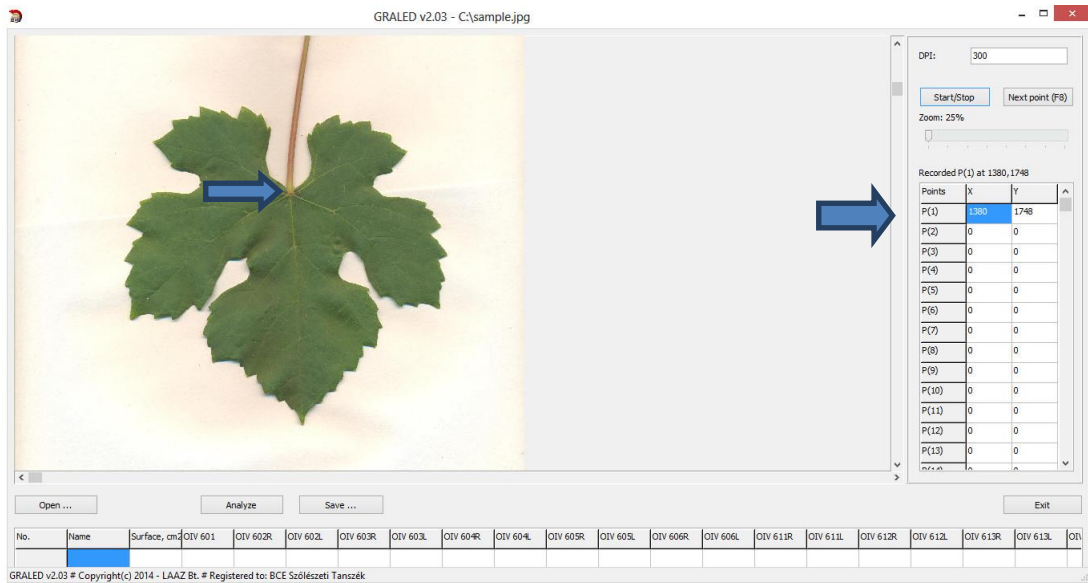 GRALED v2.03 - C:\sample.jpg
DPI: 300
Start/Stop Next point (F8)
Zoom: 25%
Recorded P(1) at 1380,1748
Points X Y
P(1) 1380 1748
P(2) 0 0
P(3) 0 0
P(4) 0 0
P(5) 0 0
P(6) 0 0
P(7) 0 0
P(8) 0 0
P(9) 0 0
P(10) 0 0
P(11) 0 0
P(12) 0 0
P(13) 0 0
P(14) 0 0
Open ... Analyze Save ... Exit
No. Name Surface, cm2 OIV 601 OIV 602R OIV 602L OIV 603R OIV 603L OIV 604R OIV 604L OIV 605R OIV 605L OIV 606R OIV 606L OIV 611R OIV 611L OIV 612R OIV 612L OIV 613R OIV 613L
GRALED v2.03 # Copyright(c) 2014 - LAAZ Bt. # Registered to: BCE Szőlészeti Tanszék